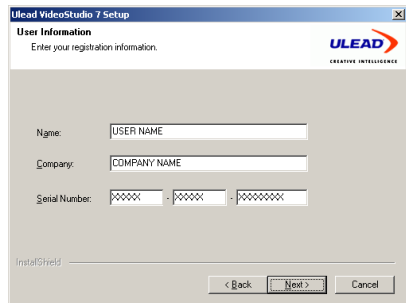 Ulead VideoStudio 7 Setup
User Information
Enter your registration information.
ULEAD
CREATIVE INTELLIGENCE
Name: USER NAME
Company: COMPANY NAME
Serial Number: XXXXX - XXXXX - XXXXXXX
InstallShield
< Back Next > Cancel